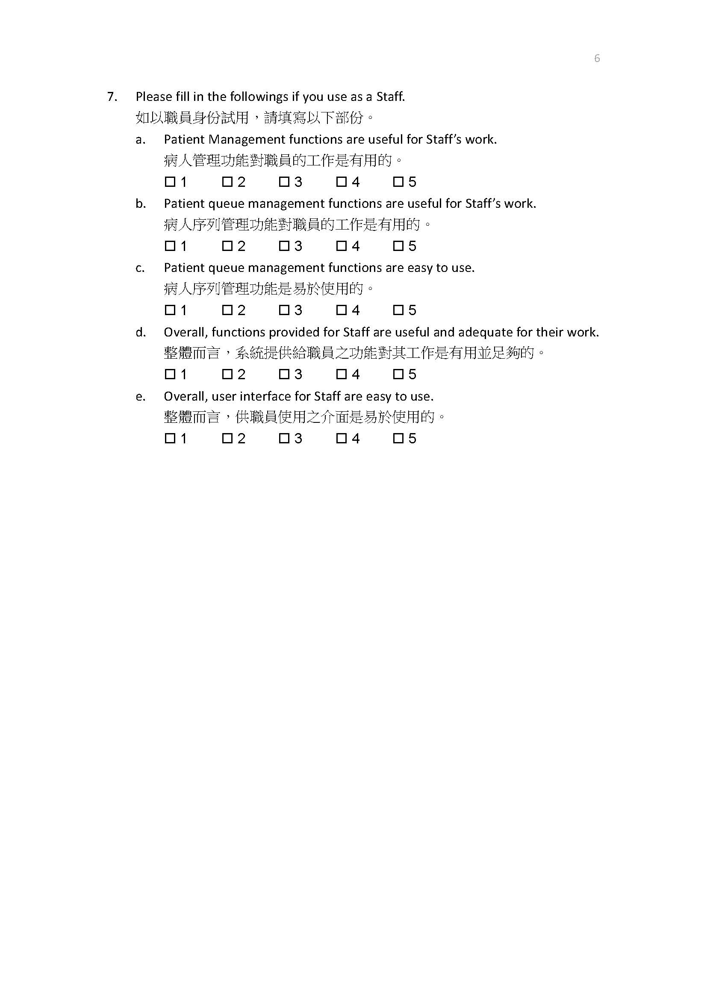 6
7. Please fill in the followings if you use as a Staff.
如以職員身份試用，請填寫以下部份。
a. Patient Management functions are useful for Staff’s work.
病人管理功能對職員的工作是有用的。
☐ 1 ☐ 2 ☐ 3 ☐ 4 ☐ 5
b. Patient queue management functions are useful for Staff’s work.
病人序列管理功能對職員的工作是有用的。
☐ 1 ☐ 2 ☐ 3 ☐ 4 ☐ 5
c. Patient queue management functions are easy to use.
病人序列管理功能是易於使用的。
☐ 1 ☐ 2 ☐ 3 ☐ 4 ☐ 5
d. Overall, functions provided for Staff are useful and adequate for their work.
整體而言，系統提供給職員之功能對其工作是有用並足夠的。
☐ 1 ☐ 2 ☐ 3 ☐ 4 ☐ 5
e. Overall, user interface for Staff are easy to use.
整體而言，供職員使用之介面是易於使用的。
☐ 1 ☐ 2 ☐ 3 ☐ 4 ☐ 5